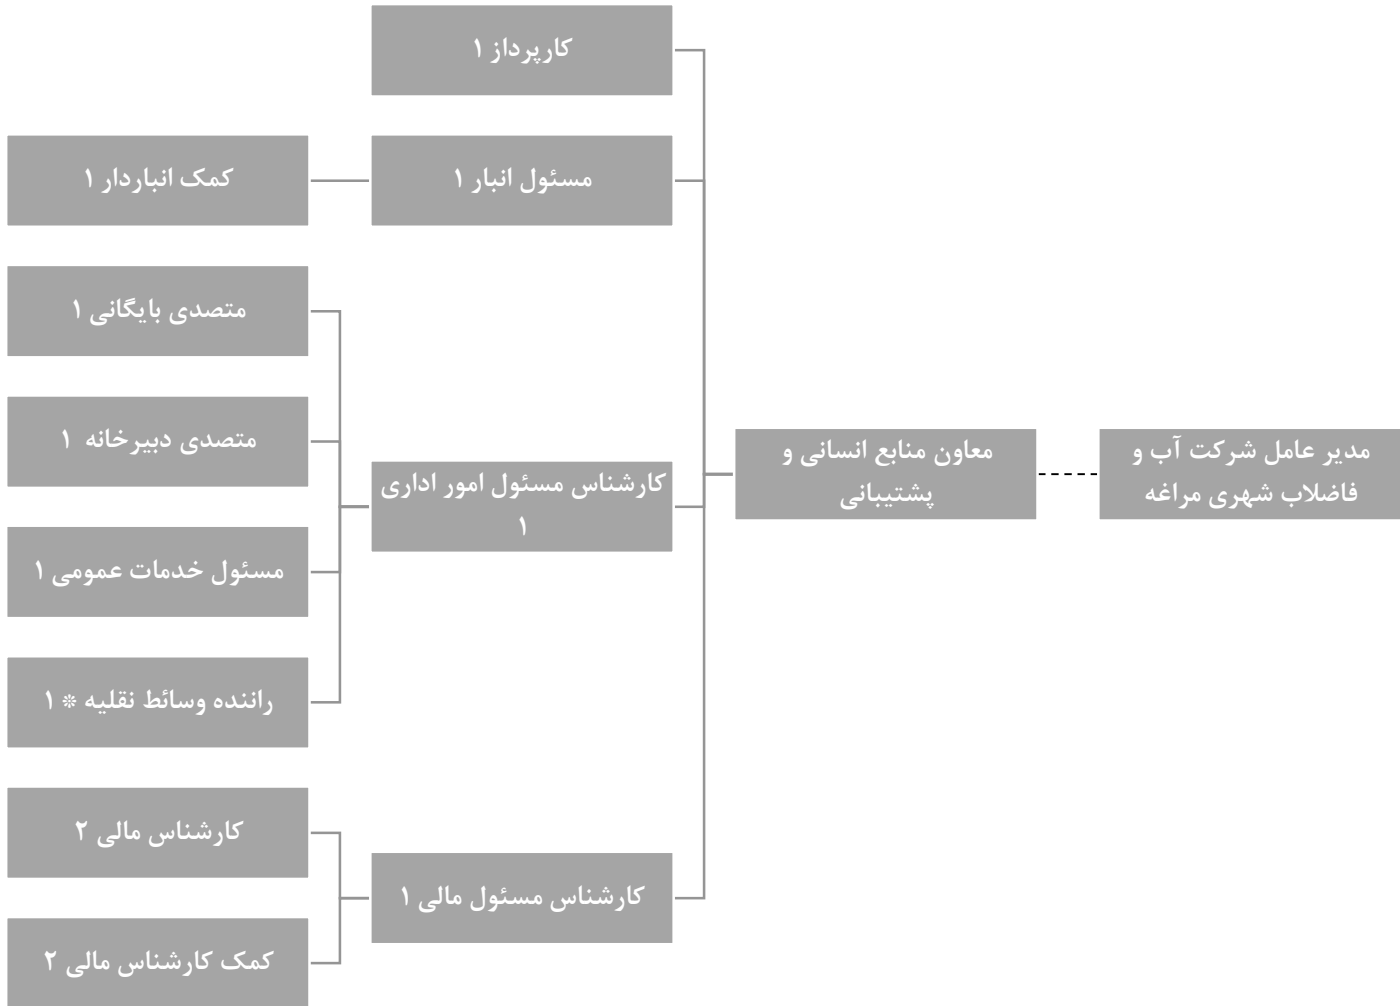 مدیر عامل شرکت آب و
فاضلاب شهری مراغه
معاون منابع انسانی و
پشتیبانی
کارپرداز ۱
مسئول انبار ۱
کمک انباردار ۱
کارشناس مسئول امور اداری
۱
متصدی بایگانی ۱
متصدی دبیرخانه ۱
مسئول خدمات عمومی ۱
راننده وسائط نقلیه * ۱
کارشناس مسئول مالی ۱
کارشناس مالی ۲
کمک کارشناس مالی ۲